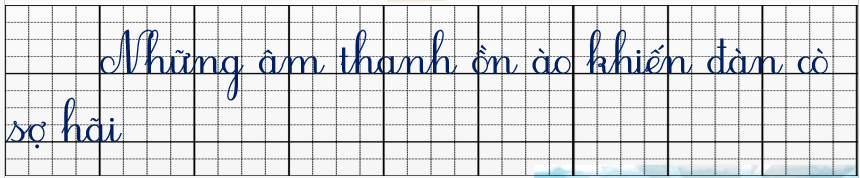 Những âm thanh ồn ào khiến đàn cò
sợ hãi